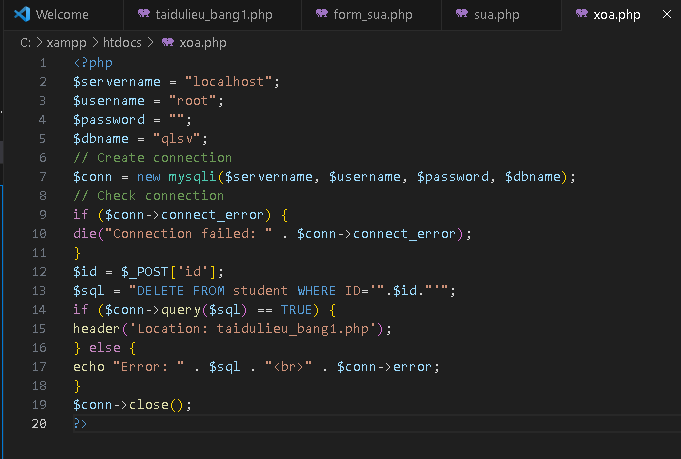 Welcome taidulieu_bang1.php form_sua.php sua.php xoa.php
C: > xampp > htdocs > xoa.php
1 <?php
2 $servername = "localhost";
3 $username = "root";
4 $password = "";
5 $dbname = "qlsv";
6 // Create connection
7 $conn = new mysqli($servername, $username, $password, $dbname);
8 // Check connection
9 if ($conn->connect_error) {
10 die("Connection failed: " . $conn->connect_error);
11 }
12 $id = $_POST['id'];
13 $sql = "DELETE FROM student WHERE ID='".$id."'";
14 if ($conn->query($sql) == TRUE) {
15 header('Location: taidulieu_bang1.php');
16 } else {
17 echo "Error: " . $sql . "<br>" . $conn->error;
18 }
19 $conn->close();
20 ?>